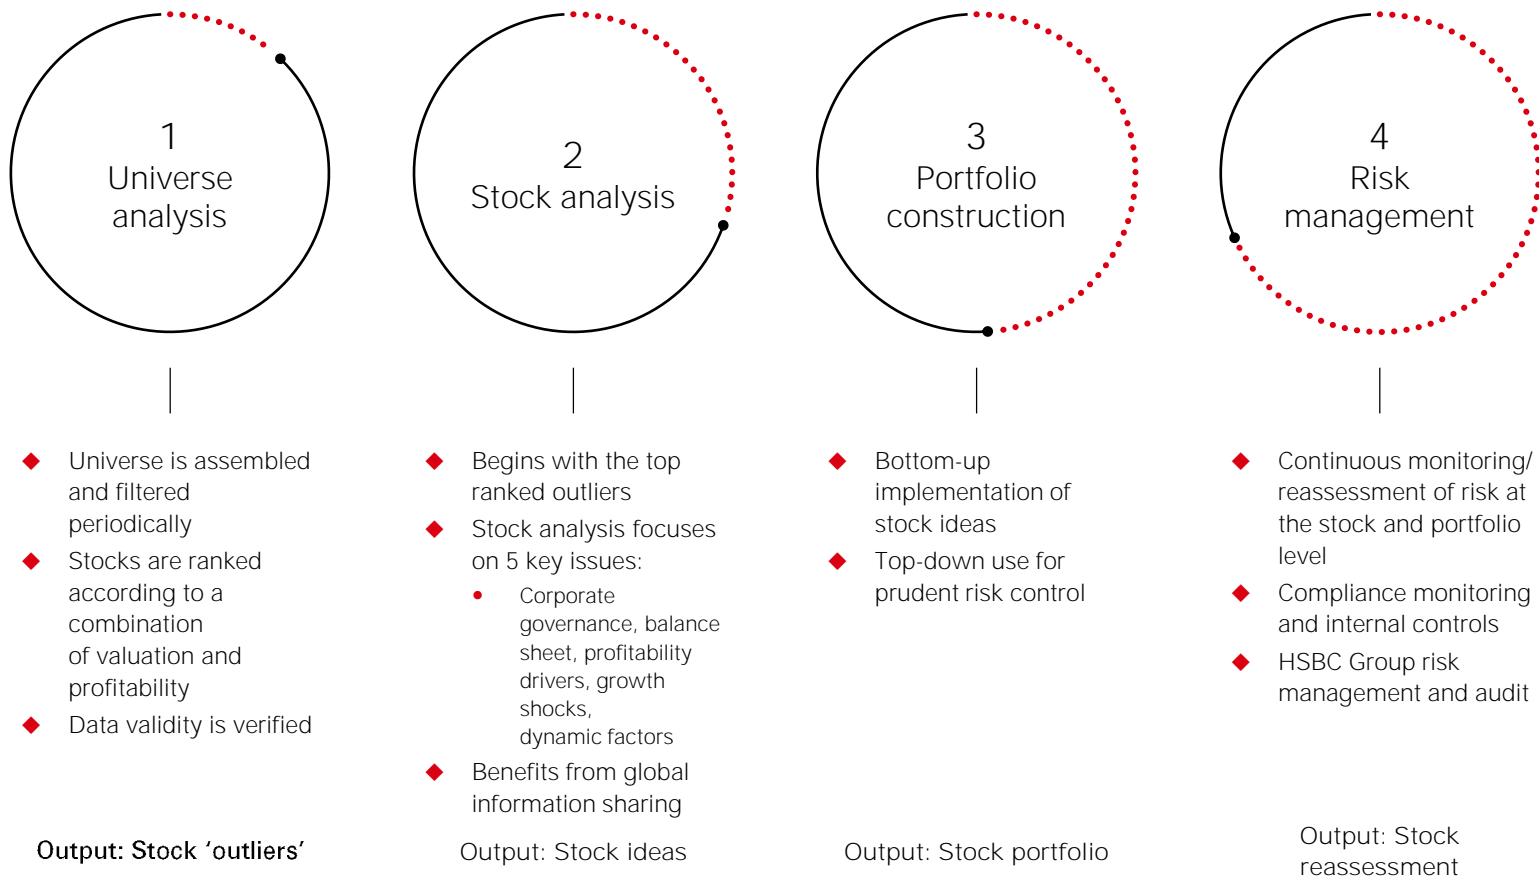 1
Universe
analysis
Universe is assembled
and filtered
periodically
Stocks are ranked
according to a
combination
of valuation and
profitability
Data validity is verified
Output: Stock ‘outliers’
2
Stock analysis
Begins with the top
ranked outliers
Stock analysis focuses
on 5 key issues:
Corporate
governance, balance
sheet, profitability
drivers, growth
shocks,
dynamic factors
Benefits from global
information sharing
Output: Stock ideas
3
Portfolio
construction
Bottom-up
implementation of
stock ideas
Top-down use for
prudent risk control
Output: Stock portfolio
4
Risk
management
Continuous monitoring/
reassessment of risk at
the stock and portfolio
level
Compliance monitoring
and internal controls
HSBC Group risk
management and audit
Output: Stock
reassessment